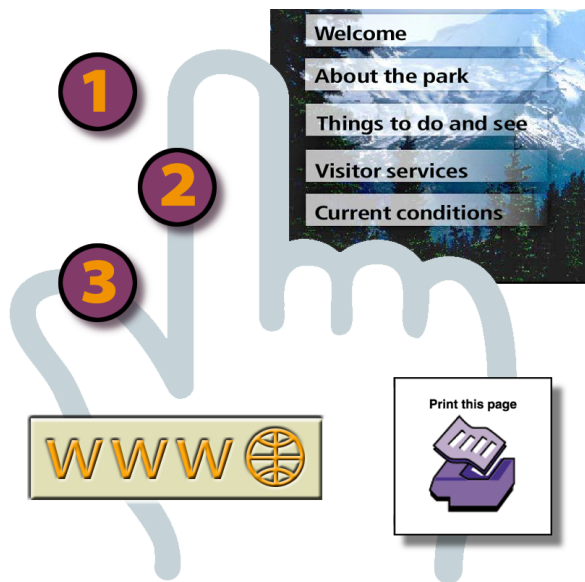 Welcome
1
About the park
Things to do and see
2
Visitor services
Current conditions
3
Print this page
WWW